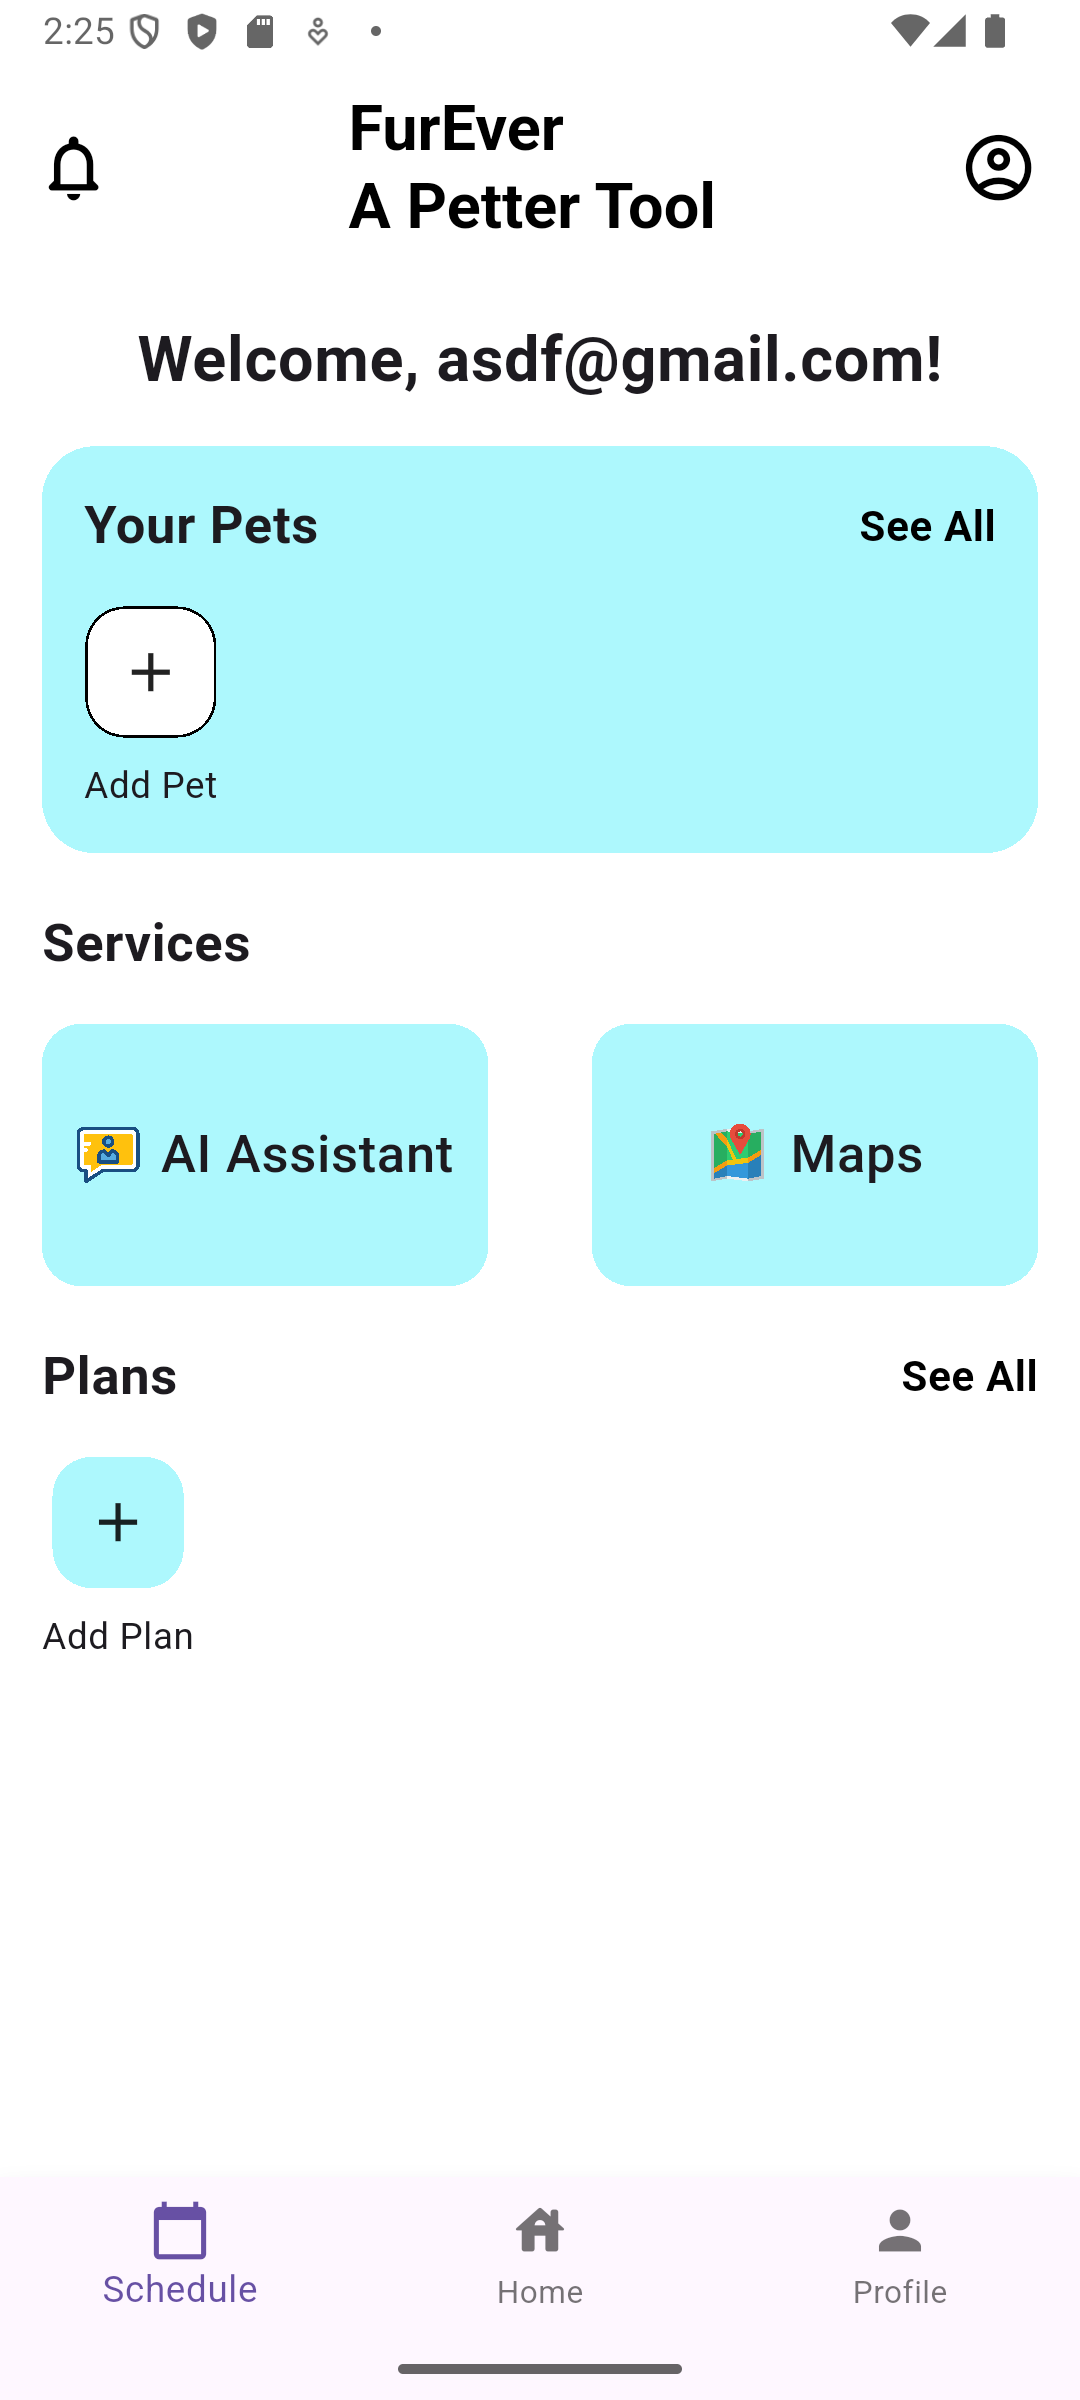 2:25
FurEver
A Petter Tool
Welcome, asdf@gmail.com!
Your Pets
See All
Add Pet
Services
AI Assistant
Maps
Plans
See All
Add Plan
Schedule
Home
Profile